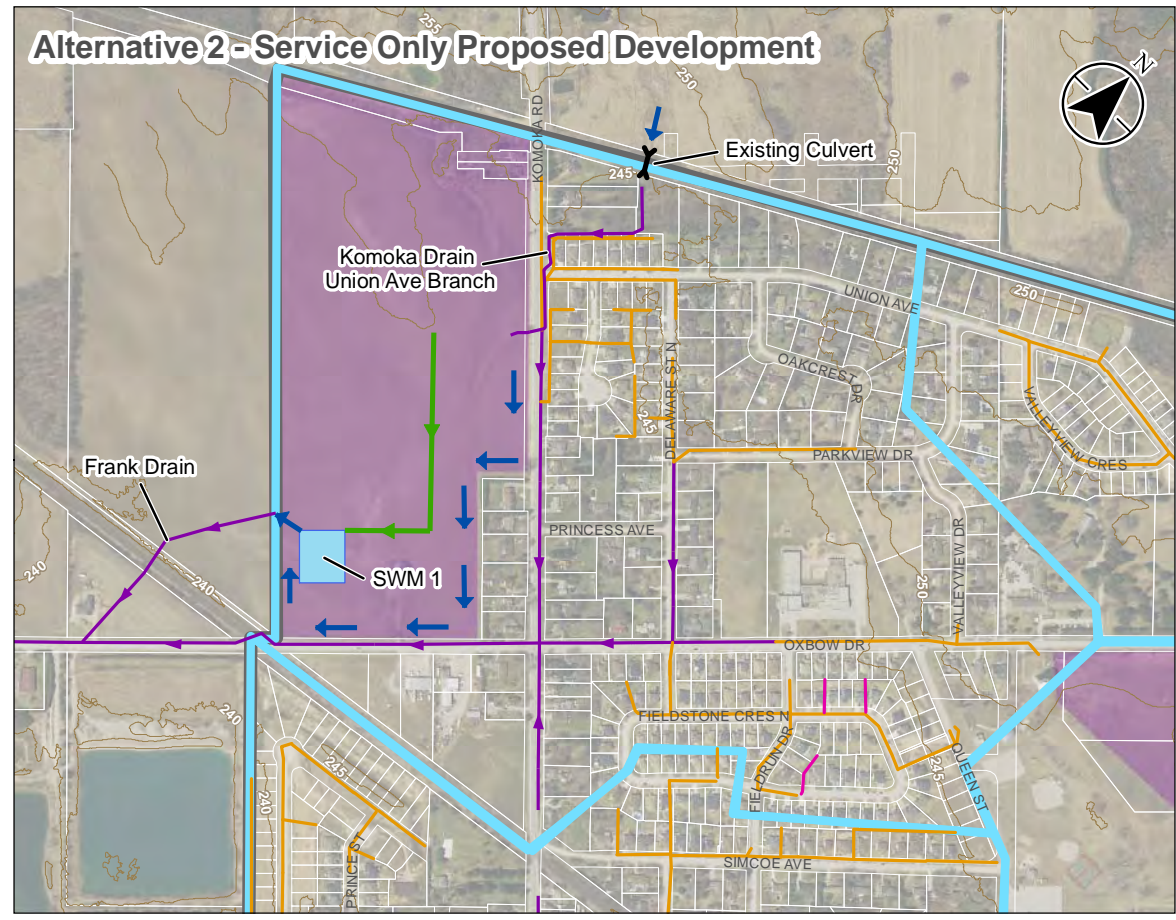 Alternative 2 - Service Only Proposed Development
255
250
N
KOMOKA RD
Existing Culvert
245
250
Komoka Drain
Union Ave Branch
UNION AVE
250
OAKCREST DR
DELAWARE ST N
245
VALLEYVIEW CRES
PARKVIEW DR
Frank Drain
PRINCESS AVE
VALLEYVIEW DR
240
240
SWM 1
250
OXBOW DR
FIELDSTONE CRES N
240
FIELDRUN DR
QUEEN ST
245
245
240
PRINCE ST
SIMCOE AVE